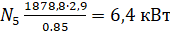 N₅ (1878,8·2,9)/0.85 = 6,4 кВт